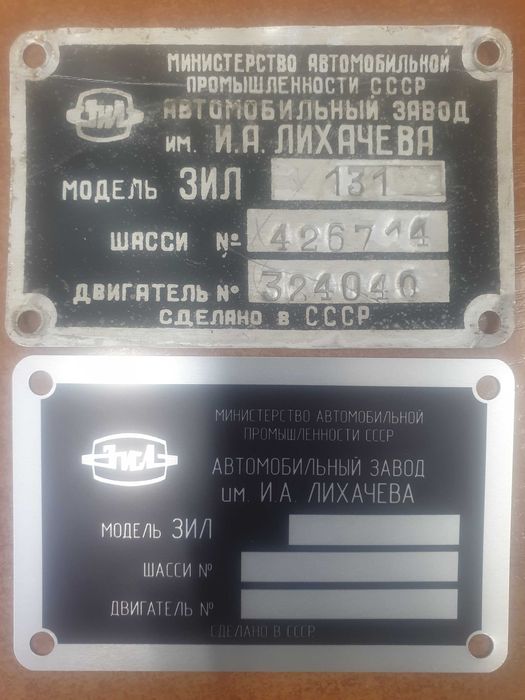 МИНИСТЕРСТВО АВТОМОБИЛЬНОЙ
ПРОМЫШЛЕННОСТИ СССР
ЗИЛ
АВТОМОБИЛЬНЫЙ ЗАВОД
им. И.А. ЛИХАЧЕВА
МОДЕЛЬ ЗИЛ 131
ШАССИ № 426714
ДВИГАТЕЛЬ № 324040
СДЕЛАНО В СССР
МИНИСТЕРСТВО АВТОМОБИЛЬНОЙ
ПРОМЫШЛЕННОСТИ СССР
ЗИЛ
АВТОМОБИЛЬНЫЙ ЗАВОД
им. И.А. ЛИХАЧЕВА
МОДЕЛЬ ЗИЛ
ШАССИ №
ДВИГАТЕЛЬ №
СДЕЛАНО В СССР